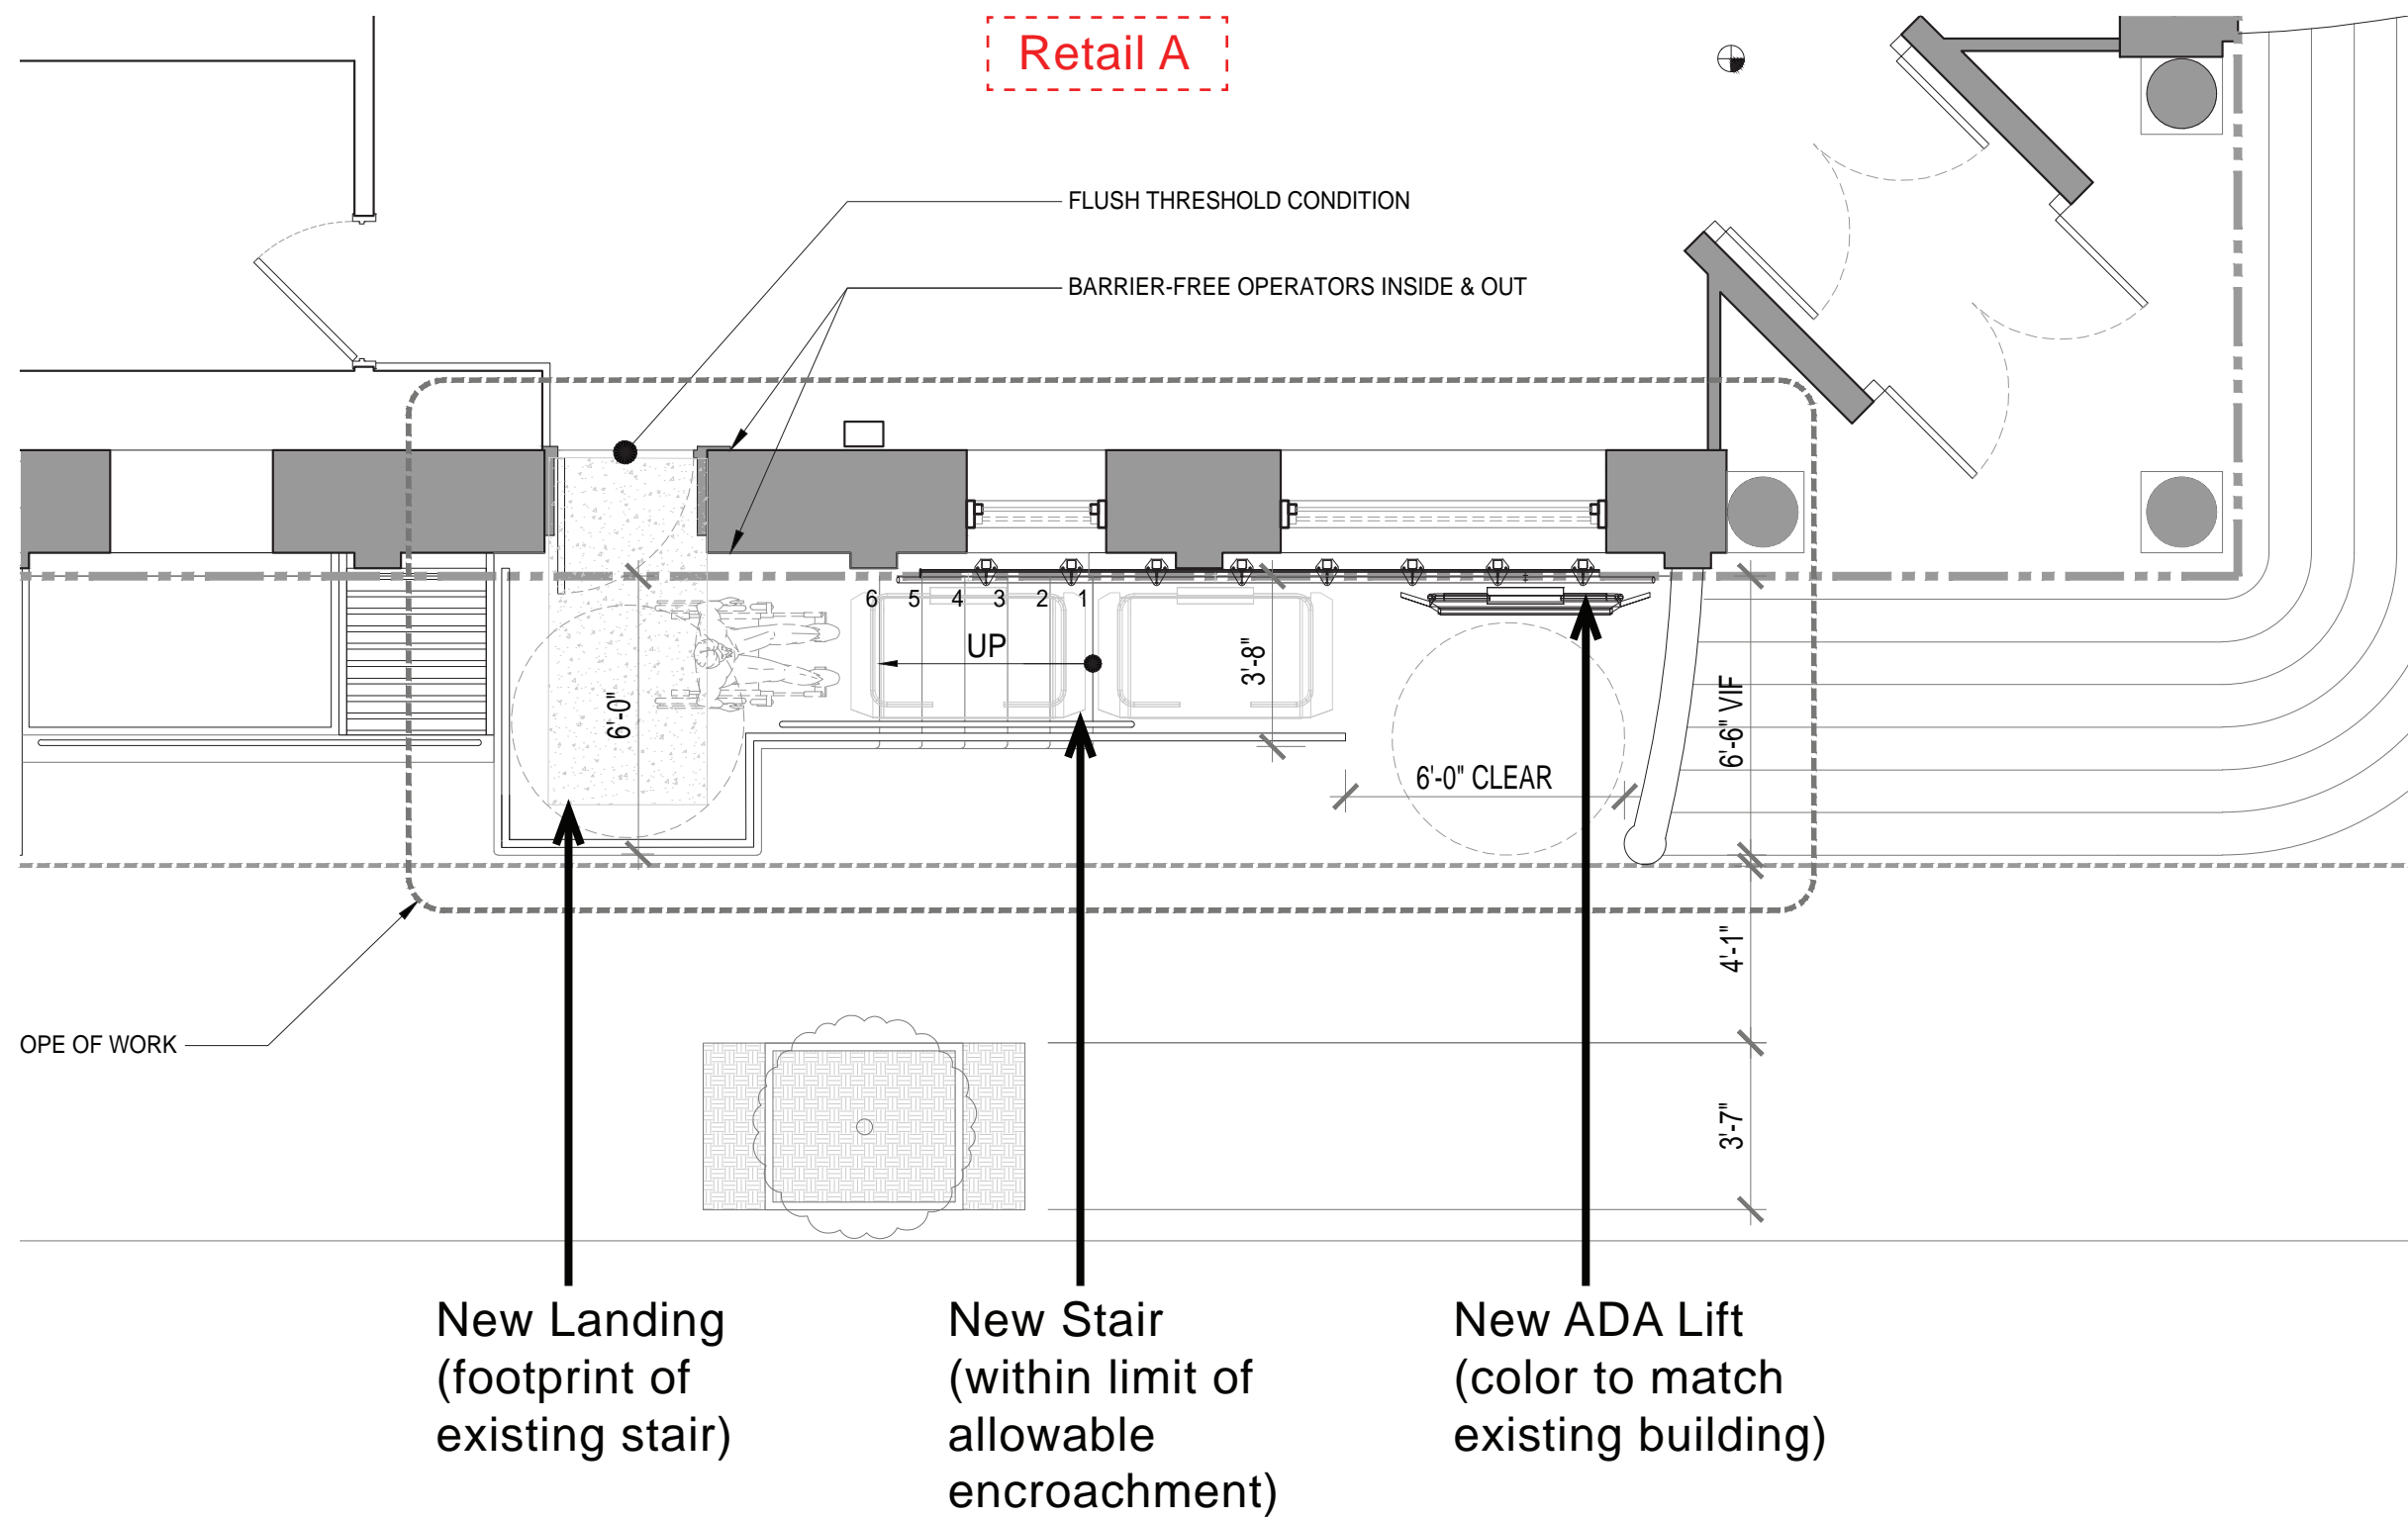 Retail A
FLUSH THRESHOLD CONDITION
BARRIER-FREE OPERATORS INSIDE & OUT
6 5 4 3 2 1
UP
3'-8"
6'-0"
6'-0" CLEAR
6'-6" VIF
4'-1"
OPE OF WORK
3'-7"
New Landing
(footprint of
existing stair)
New Stair
(within limit of
allowable
encroachment)
New ADA Lift
(color to match
existing building)